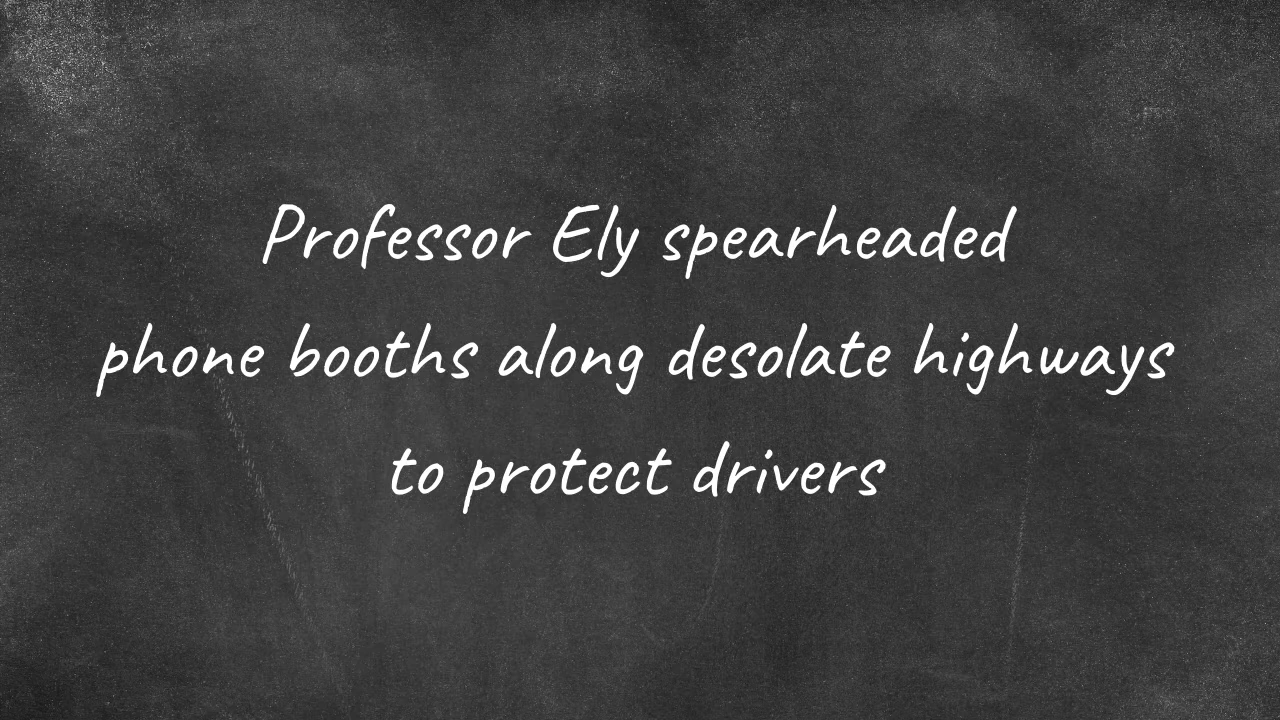 Professor Ely spearheaded
phone booths along desolate highways
to protect drivers